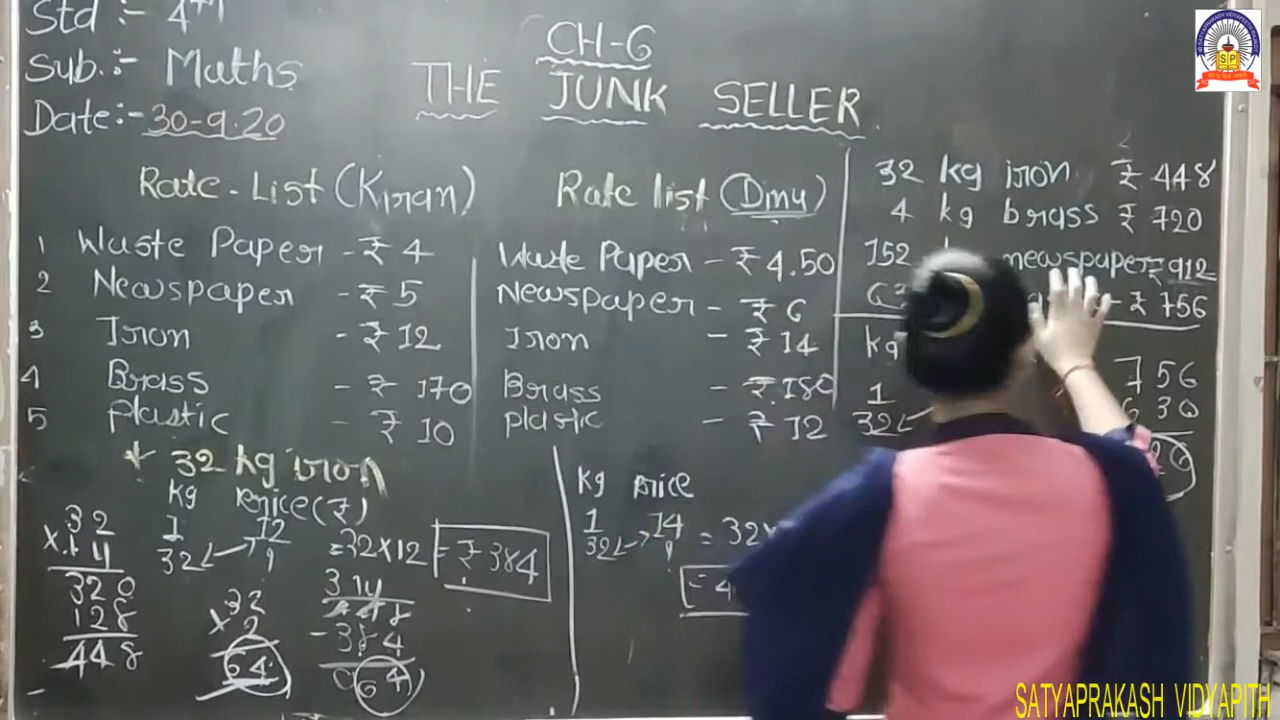 Std :- 4th
Sub. :- Maths
Date:- 30-9.20
CH-6
THE JUNK SELLER
Rate-List (Kiran)
1 Waste Paper - ₹ 4
2 Newspaper - ₹ 5
3 Iron - ₹ 12
4 Brass - ₹ 170
5 Plastic - ₹ 10
Rate list (Dinu)
Waste Paper - ₹ 4.50
Newspaper - ₹ 6
Iron - ₹ 14
Brass - ₹ 180
plastic - ₹ 12
32 kg iron ₹ 448
4 kg brass ₹ 720
152 newspaper ₹ 912
- ₹ 756
kg
1
32
756
630
32 kg iron
kg Price (₹)
1 12
32 ?
= 32 × 12 = ₹ 384
32
× 14
320
128
448
32
× 2
64
448
- 384
064
kg price
1 14
32 ?
= 32
SATYAPRAKASH VIDYAPITH